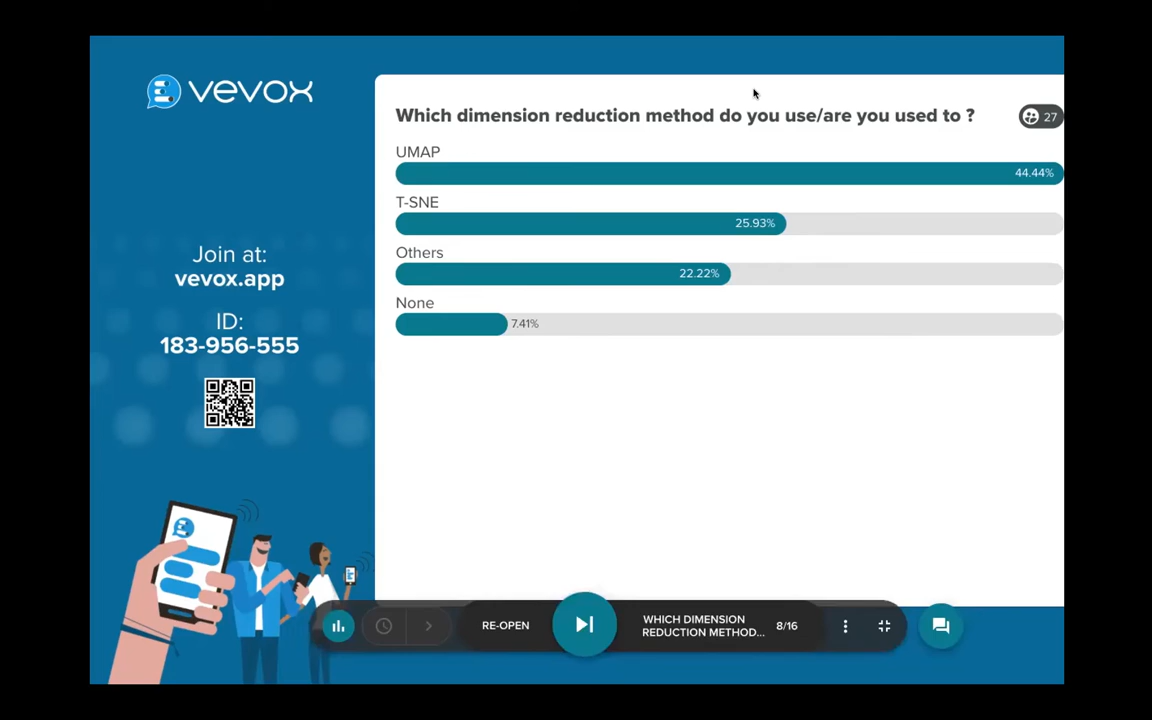 vevox
Join at:
vevox.app
ID:
183-956-555
Which dimension reduction method do you use/are you used to ?
27
UMAP
44.44%
T-SNE
25.93%
Others
22.22%
None
7.41%
RE-OPEN
WHICH DIMENSION
REDUCTION METHOD...
8/16